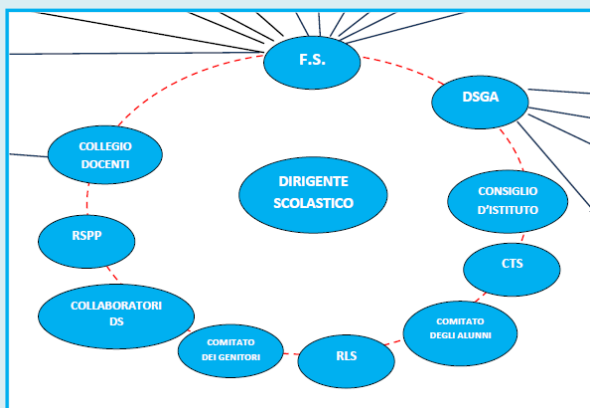 F.S.
DSGA
COLLEGIO
DOCENTI
DIRIGENTE
SCOLASTICO
CONSIGLIO
D'ISTITUTO
RSPP
CTS
COLLABORATORI
DS
COMITATO
DEGLI ALUNNI
COMITATO
DEI GENITORI
RLS